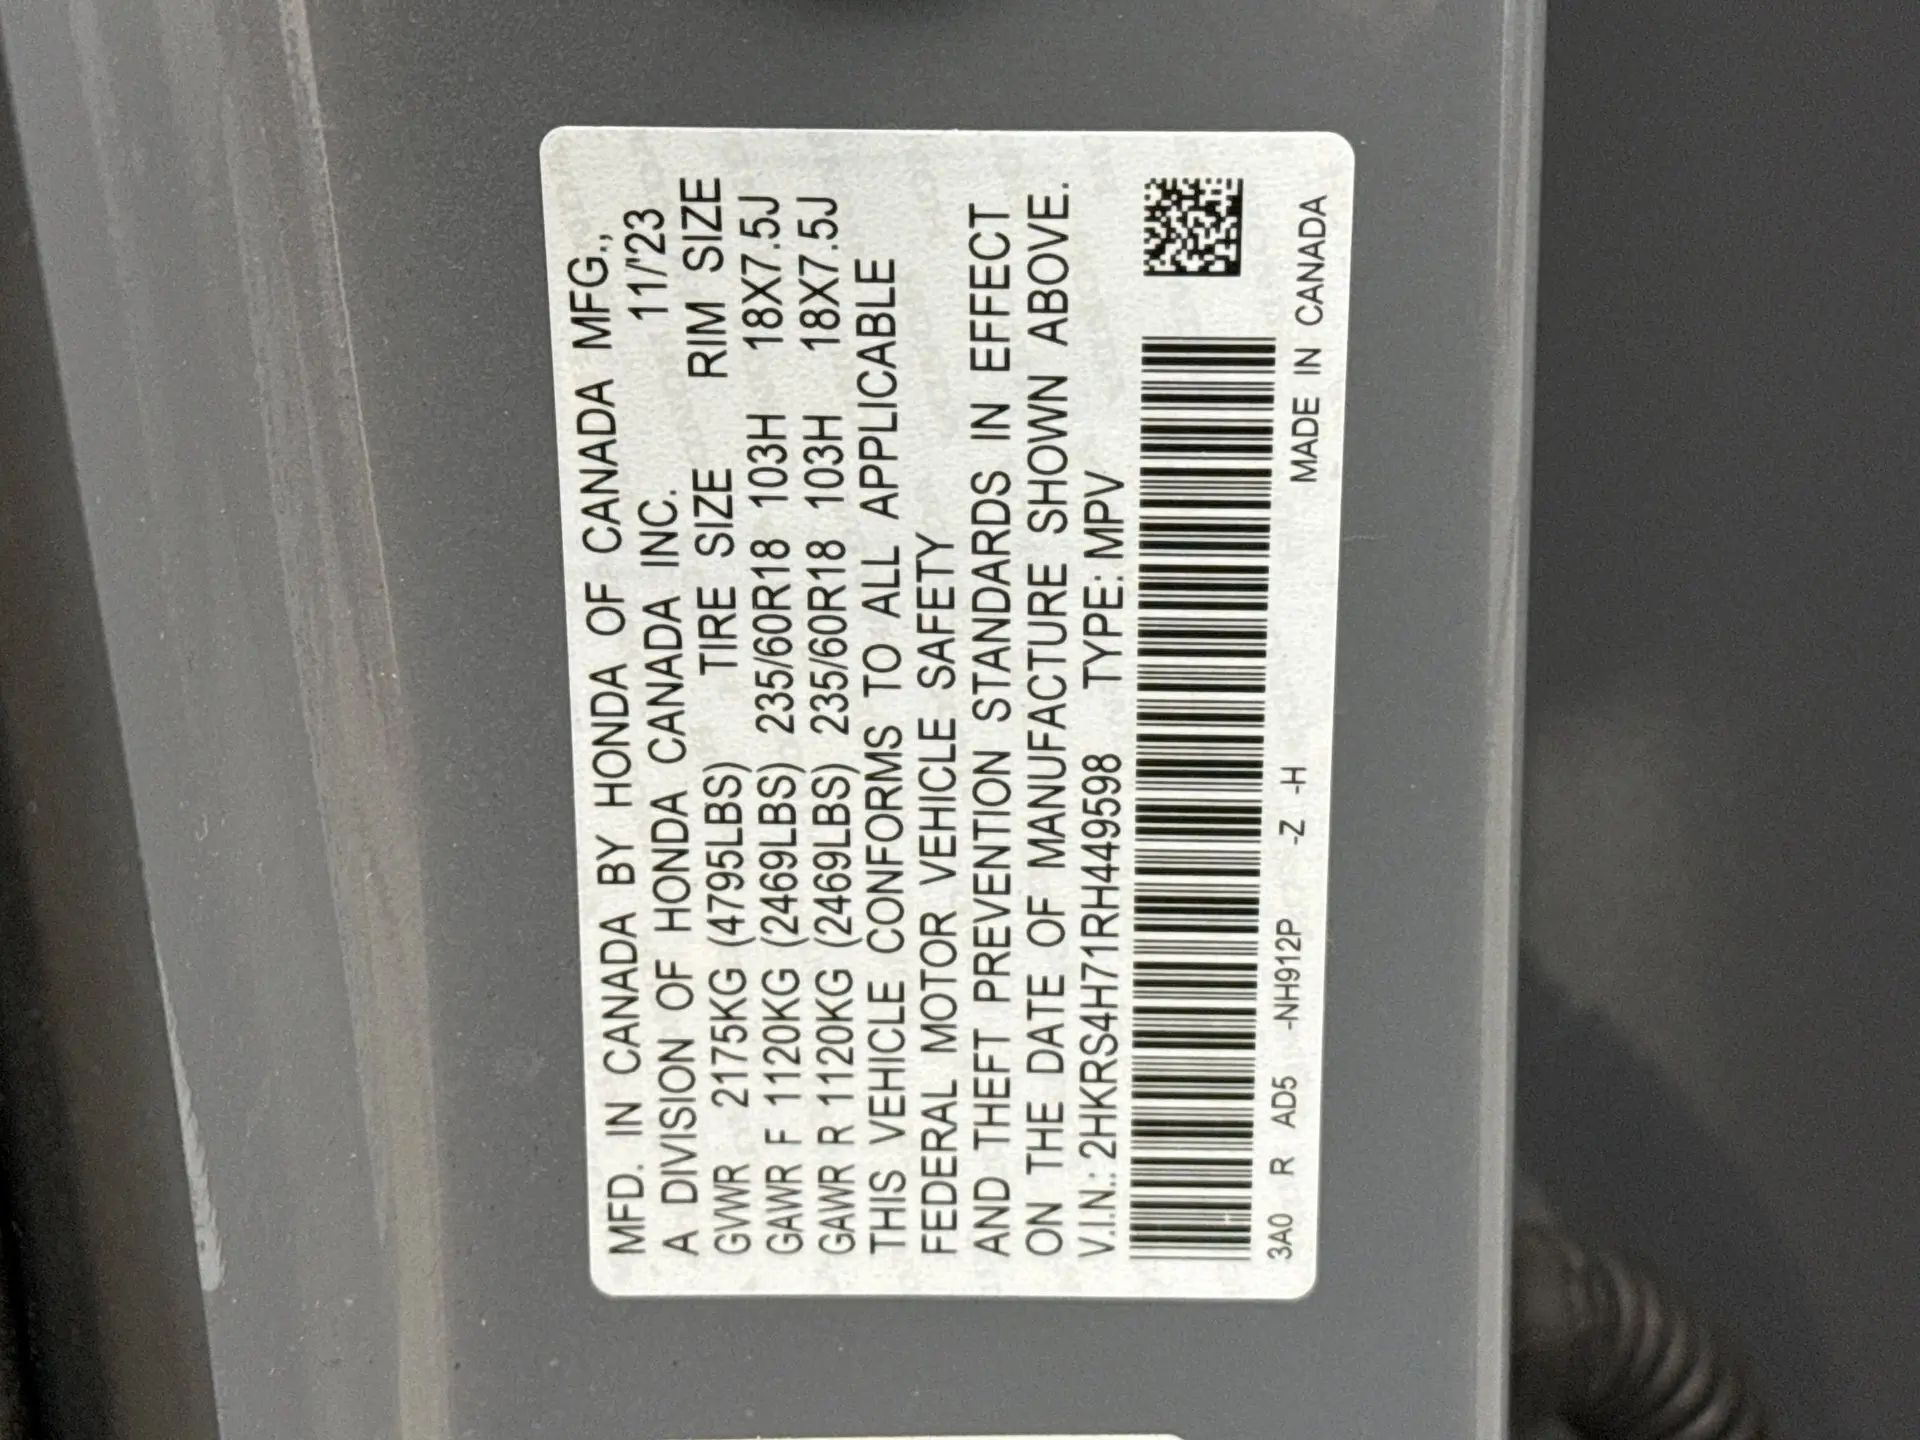 MFD. IN CANADA BY HONDA OF CANADA MFG.,
A DIVISION OF HONDA CANADA INC. 11/'23
TIRE SIZE RIM SIZE
GVWR 2175KG (4795LBS)
GAWR F 1120KG (2469LBS) 235/60R18 103H 18X7.5J
GAWR R 1120KG (2469LBS) 235/60R18 103H 18X7.5J
THIS VEHICLE CONFORMS TO ALL APPLICABLE
FEDERAL MOTOR VEHICLE SAFETY
AND THEFT PREVENTION STANDARDS IN EFFECT
ON THE DATE OF MANUFACTURE SHOWN ABOVE.
V.I.N.: 2HKRS4H71RH449598 TYPE: MPV
3A0 R AD5 -NH912P -Z -H MADE IN CANADA